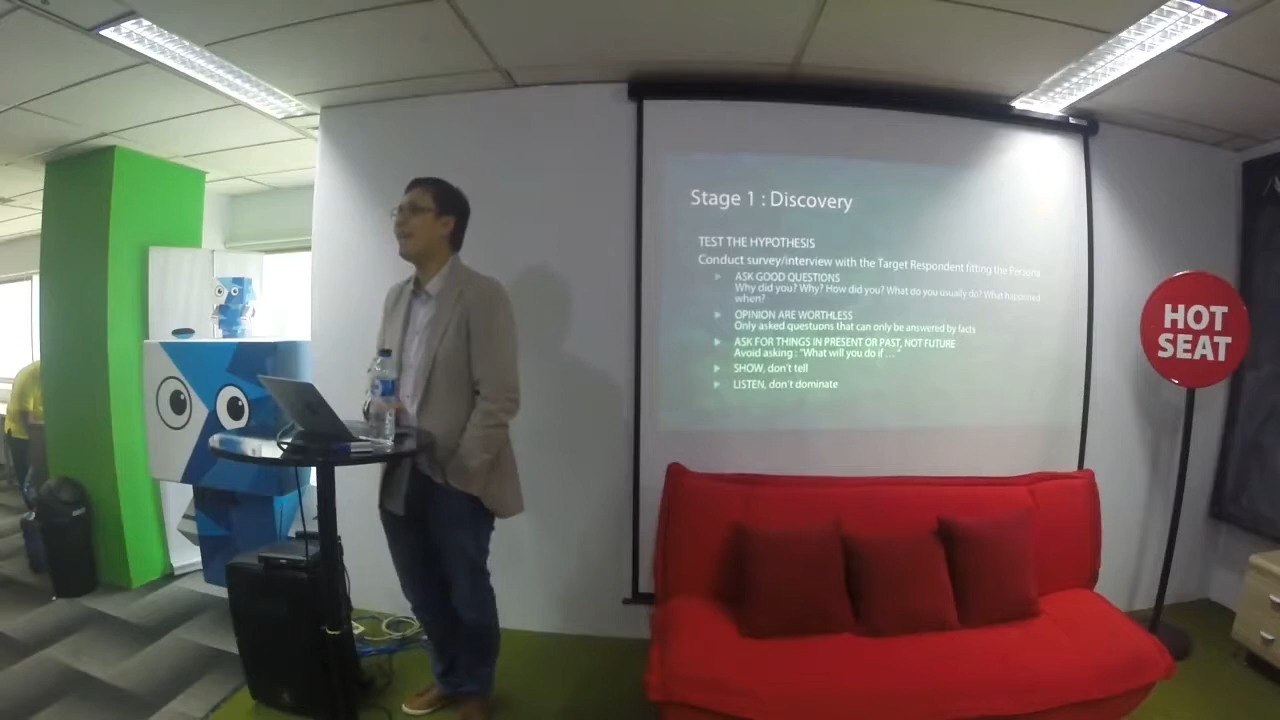 Stage 1 : Discovery
TEST THE HYPOTHESIS
Conduct survey/interview with the Target Respondent fitting the Persona
ASK GOOD QUESTIONS
Why did you? Why? How did you? What do you usually do? What happened
when?
OPINION ARE WORTHLESS
Only asked questuons that can only be answered by facts
ASK FOR THINGS IN PRESENT OR PAST, NOT FUTURE
Avoid asking : "What will you do if ... "
SHOW, don't tell
LISTEN, don't dominate
HOT
SEAT